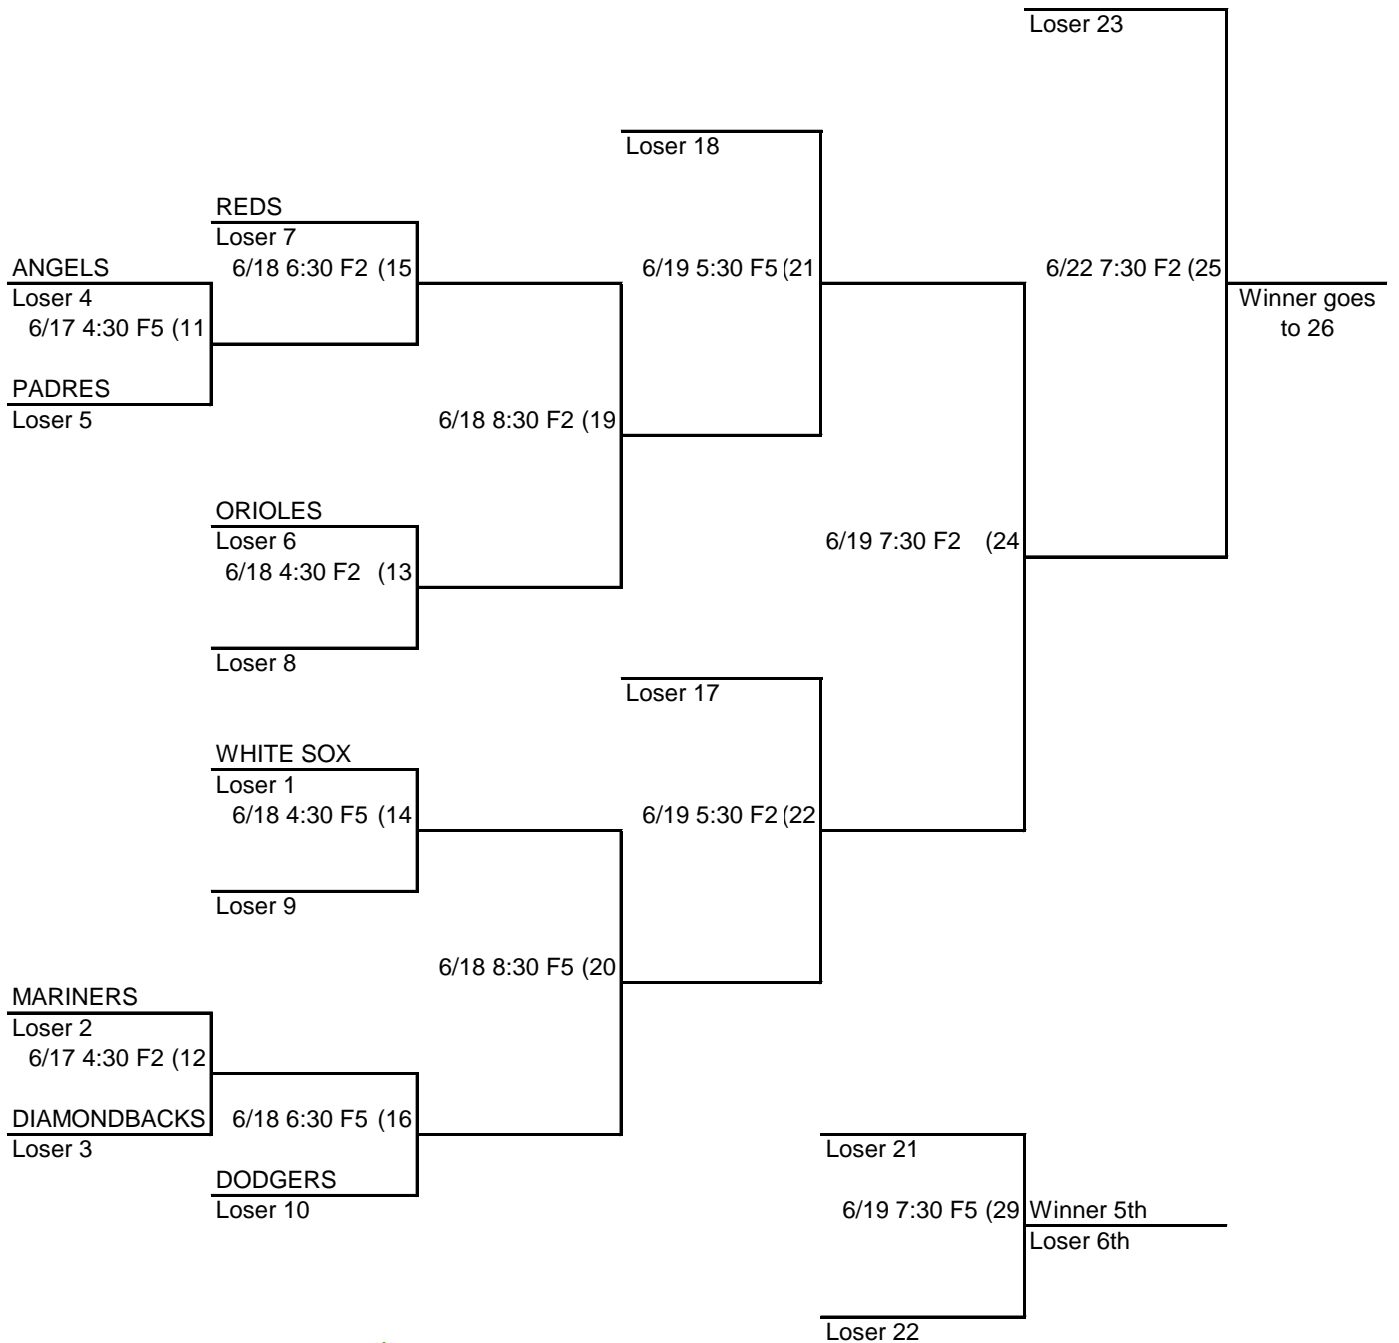 Loser 23
Loser 18
REDS
Loser 7
ANGELS
6/18 6:30 F2 (15
6/19 5:30 F5 (21
6/22 7:30 F2 (25
Loser 4
Winner goes
to 26
6/17 4:30 F5 (11
PADRES
Loser 5
6/18 8:30 F2 (19
ORIOLES
Loser 6
6/19 7:30 F2 (24
6/18 4:30 F2 (13
Loser 8
Loser 17
WHITE SOX
Loser 1
6/18 4:30 F5 (14
6/19 5:30 F2 (22
Loser 9
6/18 8:30 F5 (20
MARINERS
Loser 2
6/17 4:30 F2 (12
DIAMONDBACKS
6/18 6:30 F5 (16
Loser 3
Loser 21
DODGERS
Loser 10
6/19 7:30 F5 (29
Winner 5th
Loser 6th
Loser 22